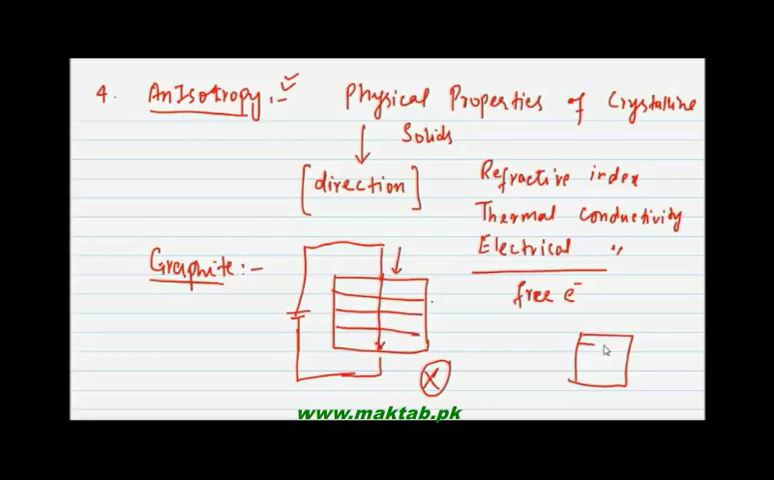 4. AnIsotropy :- Physical Properties of Crystalline
Solids
[direction]
Refractive index
Thermal conductivity
Electrical "
Graphite :-
free e⁻
X
www.maktab.pk